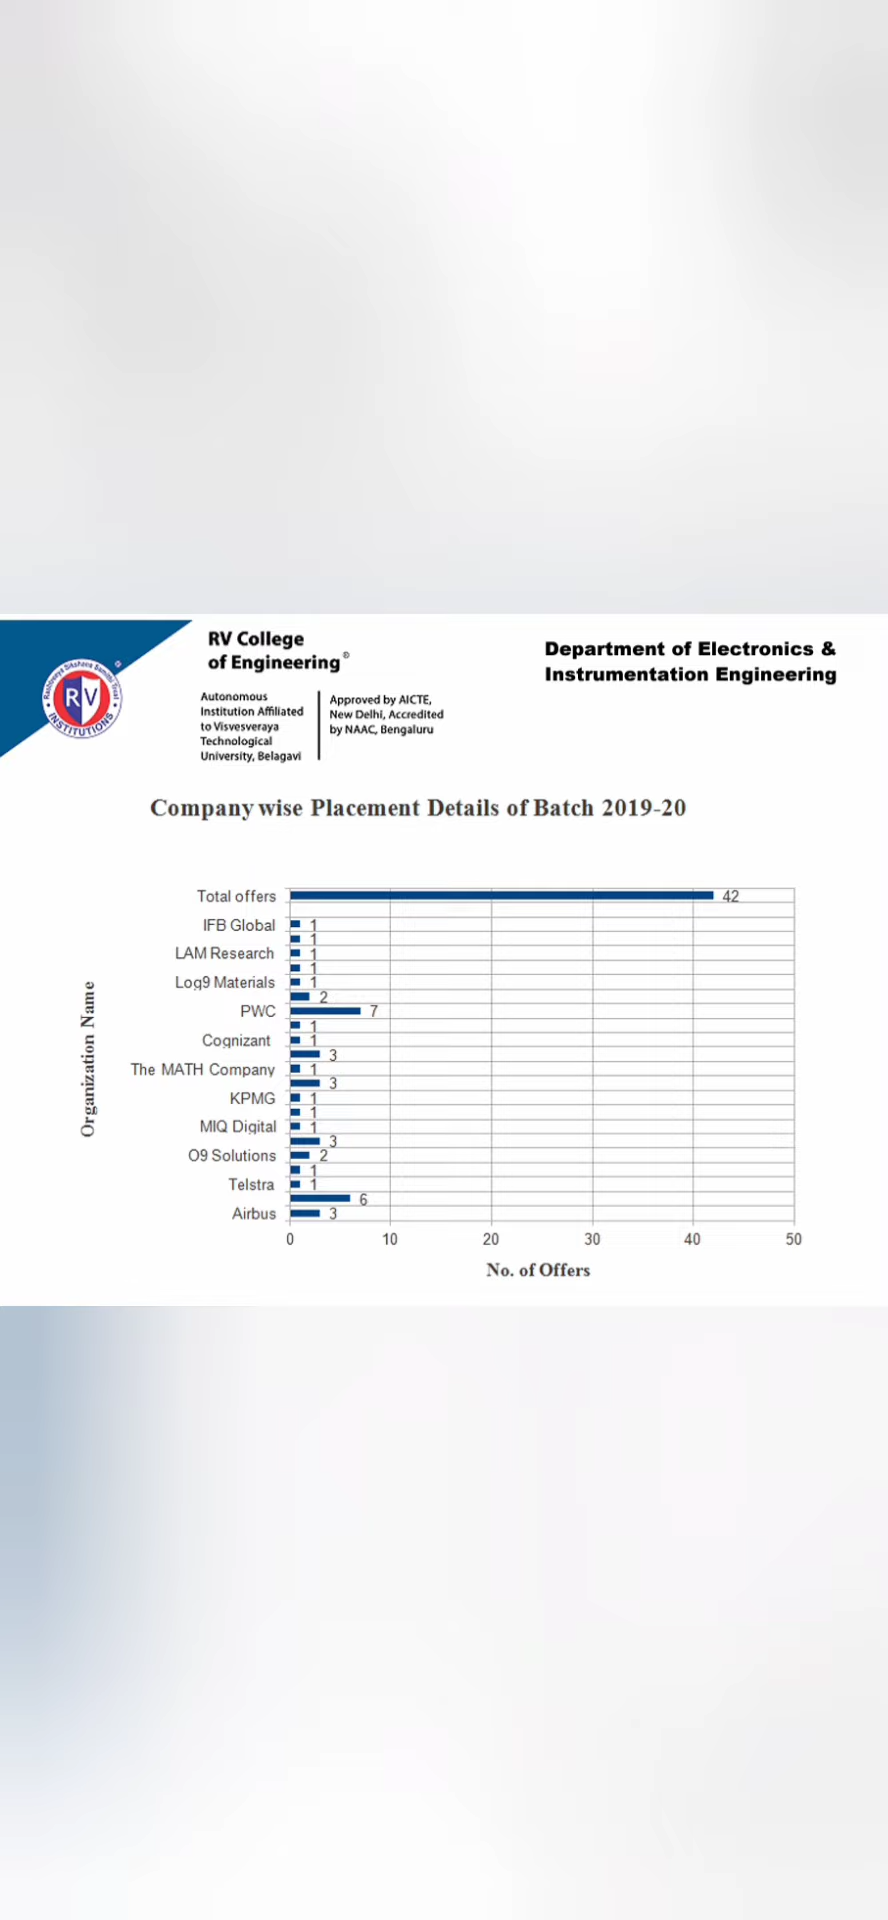 RV College
of Engineering®
Autonomous
Institution Affiliated
to Visvesveraya
Technological
University, Belagavi
Approved by AICTE,
New Delhi, Accredited
by NAAC, Bengaluru
Department of Electronics &
Instrumentation Engineering
Rashtreeya Sikshana Samithi Trust
RV
INSTITUTIONS
Company wise Placement Details of Batch 2019-20
Organization Name
Total offers 42
IFB Global 1
1
LAM Research 1
1
Log9 Materials 1
2
PWC 7
1
Cognizant 1
3
The MATH Company 1
3
KPMG 1
1
MIQ Digital 1
3
O9 Solutions 2
1
Telstra 1
6
Airbus 3
0 10 20 30 40 50
No. of Offers